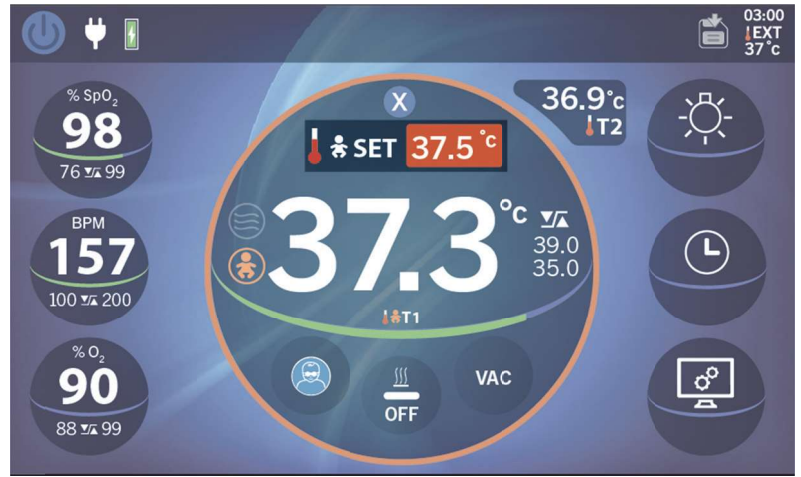 03:00
EXT
37°c
% SpO₂
98
76 99
X
SET 37.5°c
36.9°c
T2
37.3°c
39.0
35.0
T1
BPM
157
100 200
% O₂
90
88 99
OFF
VAC